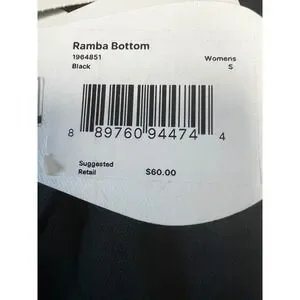 Ramba Bottom
1964851 Womens
Black S
8 89760 94474 4
Suggested
Retail $60.00